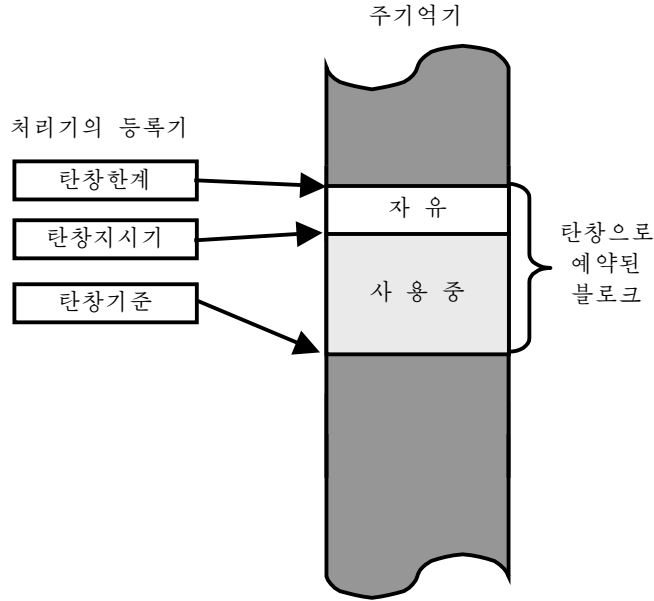 주기억기
처리기의 등록기
탄창한계
탄창지시기
탄창기준
자 유
사 용 중
탄창으로
예약된
블로크